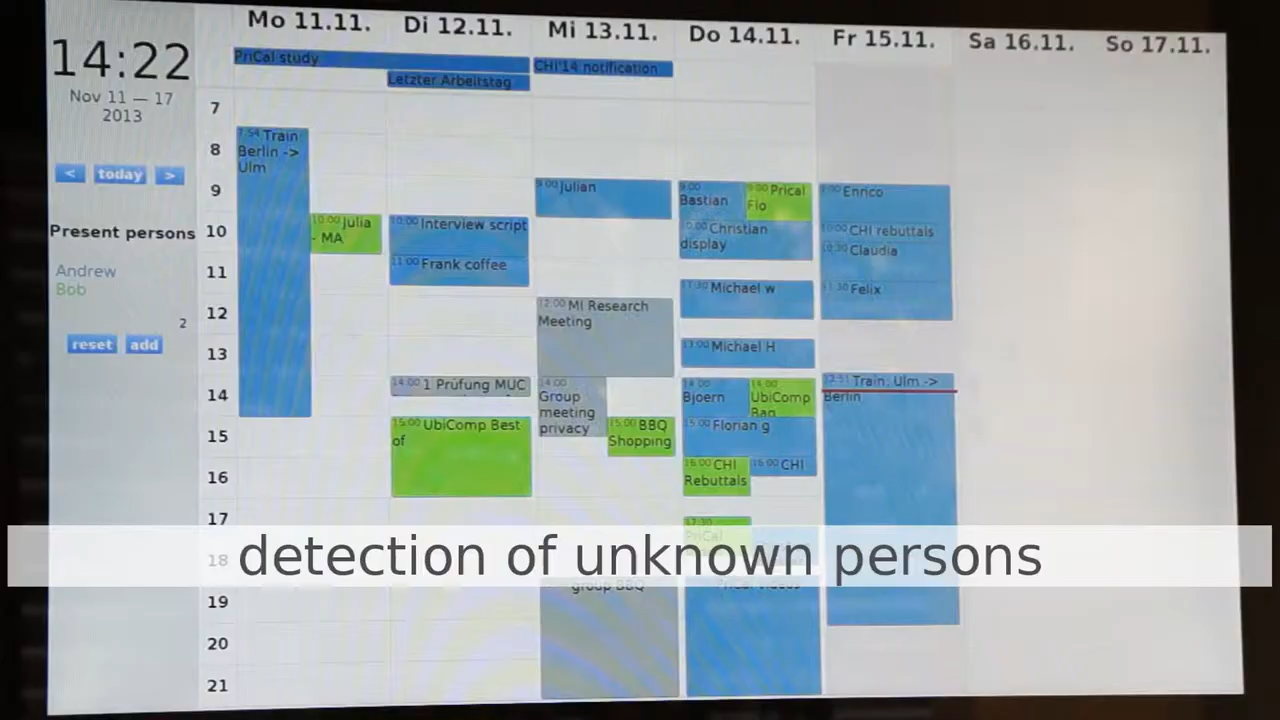 14:22
Nov 11 — 17
2013
<
today
>
Present persons
Andrew
Bob
2
reset
add
Mo 11.11.
Di 12.11.
Mi 13.11.
Do 14.11.
Fr 15.11.
Sa 16.11.
So 17.11.
PriCal study
Letzter Arbeitstag
CHI'14 notification
7
8
9
10
11
12
13
14
15
16
17
18
19
20
21
7:54 Train
Berlin ->
Ulm
10:00 Julia
- MA
10:00 Interview script
11:00 Frank coffee
14:00 1 Prüfung MUC
15:00 UbiComp Best
of
9:00 Julian
12:00 MI Research
Meeting
14:00
Group
meeting
privacy
15:00 BBQ
Shopping
group BBQ
9:00
Bastian
9:00 Prical
Flo
10:00 Christian
display
11:30 Michael w
13:00 Michael H
14:00
Bjoern
14:00
UbiComp
15:00 Florian g
16:00 CHI
Rebuttals
16:00 CHI
17:30
PriCal
PriCal videos
9:00 Enrico
10:00 CHI rebuttals
10:30 Claudia
11:30 Felix
12:51 Train: Ulm ->
Berlin
detection of unknown persons